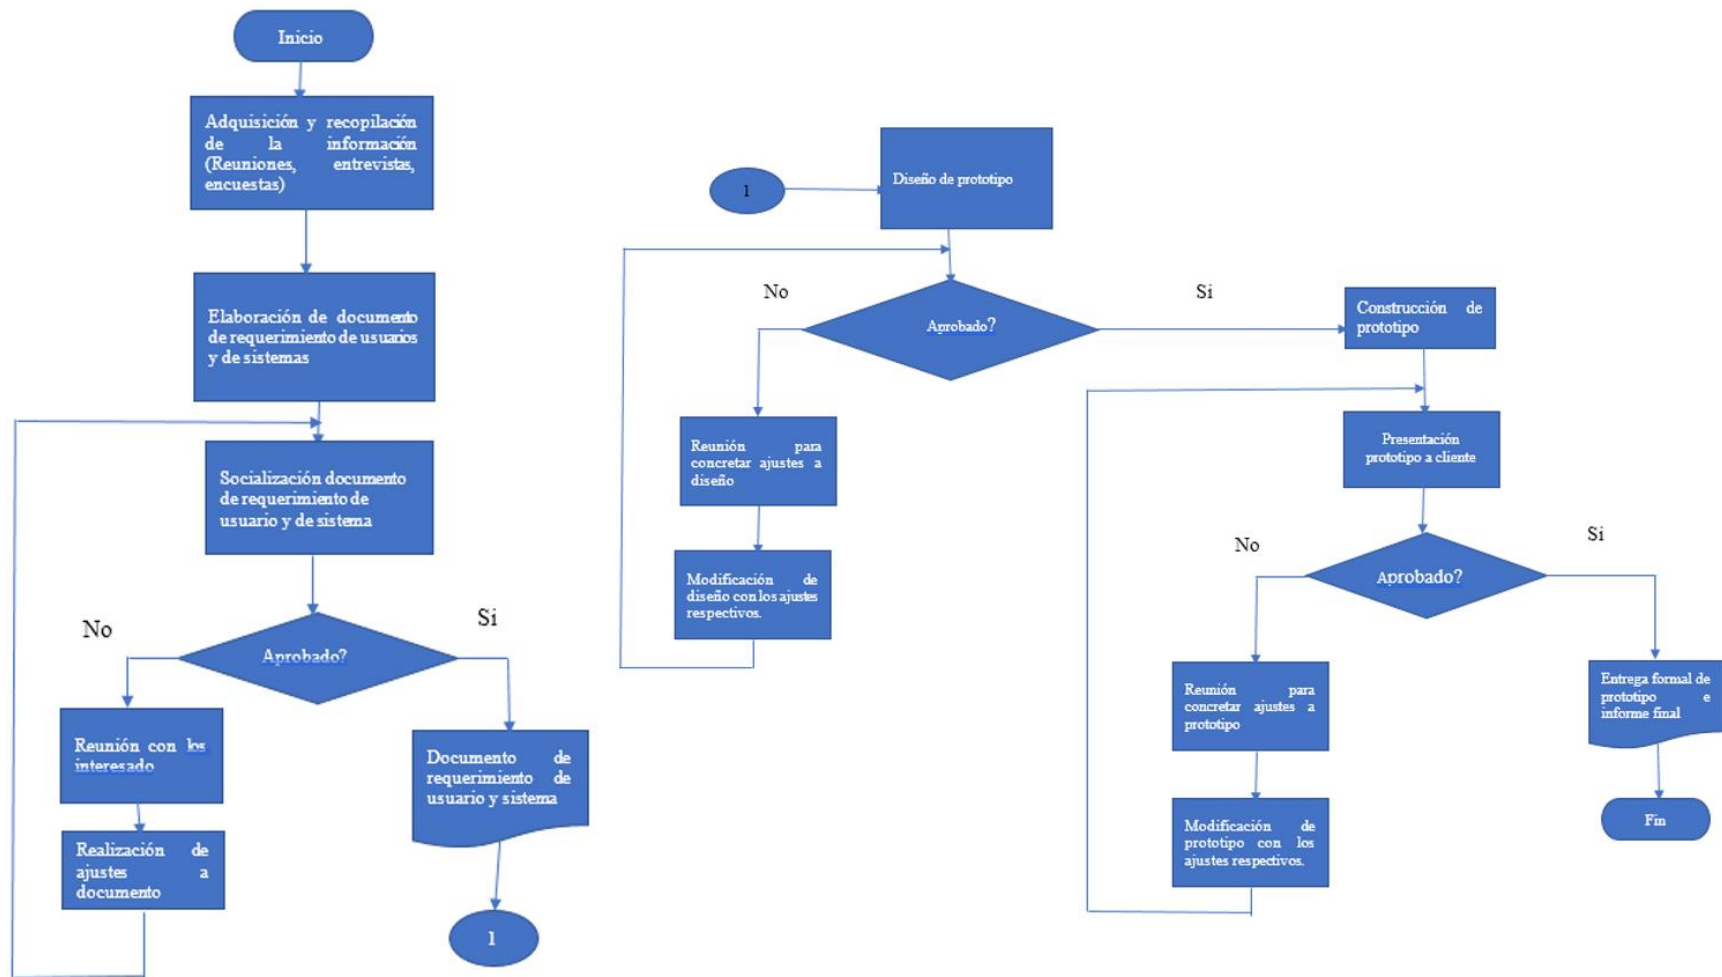 Inicio
Adquisición y recopilación
de la información
(Reuniones, entrevistas,
encuestas)
Elaboración de documento
de requerimiento de usuarios
y de sistemas
Socialización documento
de requerimiento de
usuario y de sistema
Aprobado?
No
Si
Reunión con los
interesado
Realización de
ajustes a
documento
Documento de
requerimiento de
usuario y sistema
1
1
Diseño de prototipo
Aprobado?
No
Si
Reunión para
concretar ajustes a
diseño
Modificación de
diseño con los ajustes
respectivos.
Construcción de
prototipo
Presentación
prototipo a cliente
Aprobado?
No
Si
Reunión para
concretar ajustes a
prototipo
Modificación de
prototipo con los
ajustes respectivos.
Entrega formal de
prototipo e
informe final
Fin